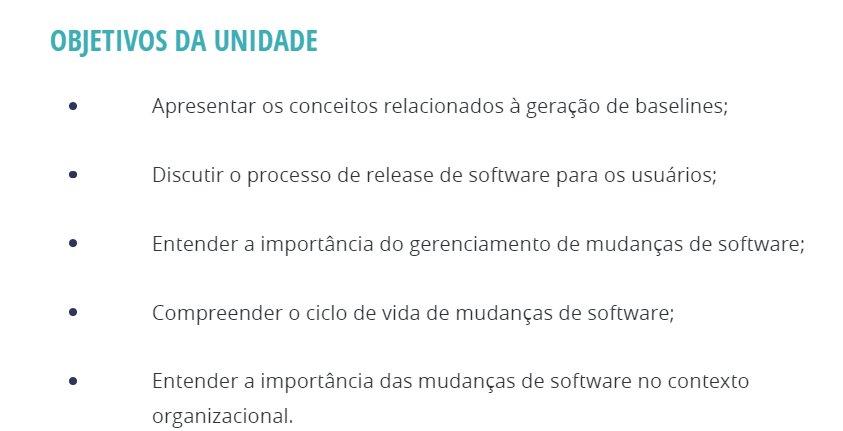 OBJETIVOS DA UNIDADE
• Apresentar os conceitos relacionados à geração de baselines;
• Discutir o processo de release de software para os usuários;
• Entender a importância do gerenciamento de mudanças de software;
• Compreender o ciclo de vida de mudanças de software;
• Entender a importância das mudanças de software no contexto
organizacional.